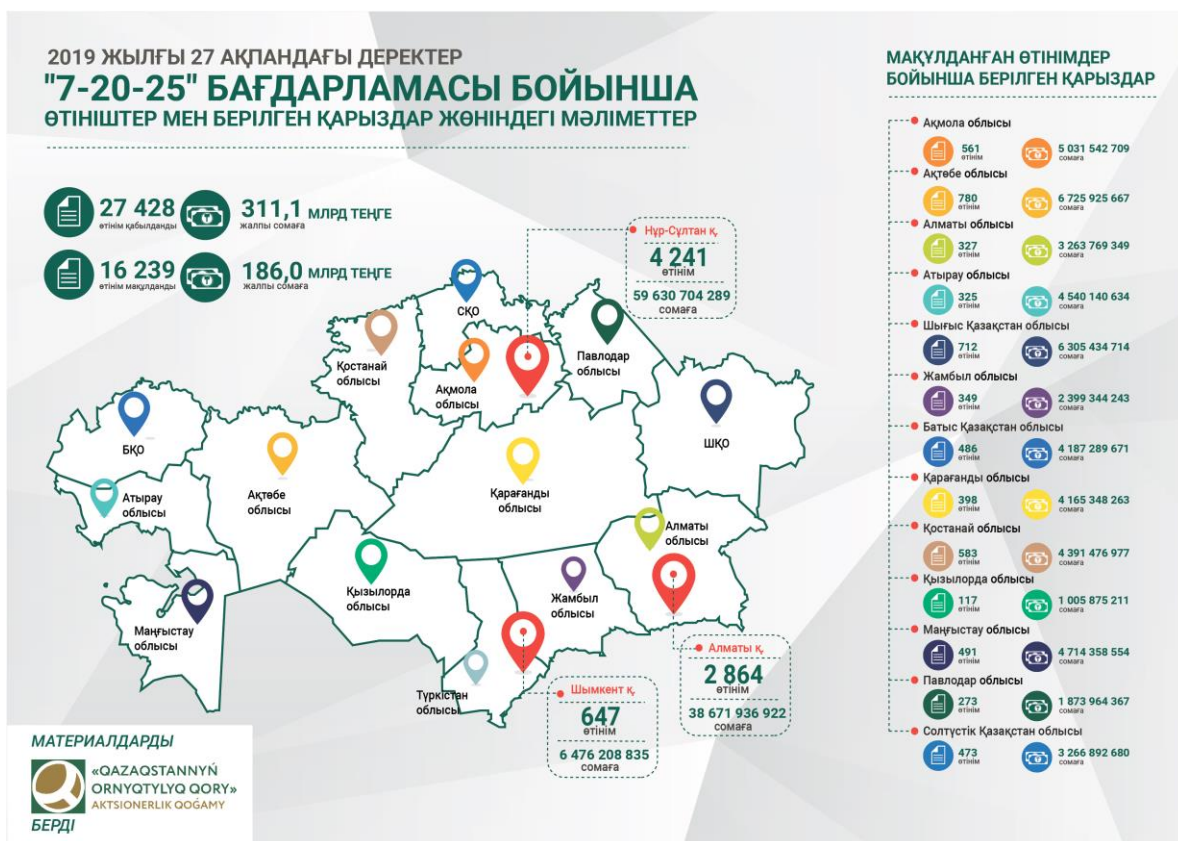 2019 ЖЫЛҒЫ 27 АҚПАНДАҒЫ ДЕРЕКТЕР
"7-20-25" БАҒДАРЛАМАСЫ БОЙЫНША
ӨТІНІШТЕР МЕН БЕРІЛГЕН ҚАРЫЗДАР ЖӨНІНДЕГІ МӘЛІМЕТТЕР
27 428
өтінім қабылданды
311,1 МЛРД ТЕҢГЕ
жалпы сомаға
16 239
өтінім мақұлданды
186,0 МЛРД ТЕҢГЕ
жалпы сомаға
Нұр-Сұлтан қ.
4 241
өтінім
59 630 704 289
сомаға
СҚО
Қостанай
облысы
Ақмола
облысы
Павлодар
облысы
БҚО
ШҚО
Атырау
облысы
Ақтөбе
облысы
Қарағанды
облысы
Алматы
облысы
Қызылорда
облысы
Жамбыл
облысы
Маңғыстау
облысы
Түркістан
облысы
Шымкент қ.
647
өтінім
6 476 208 835
сомаға
Алматы қ.
2 864
өтінім
38 671 936 922
сомаға
МАТЕРИАЛДАРДЫ
«QAZAQSTANNYŃ
ORNYQTYLYQ QORY»
AKTSIONERLIK QOǴAMY
БЕРДІ
МАҚҰЛДАНҒАН ӨТІНІМДЕР
БОЙЫНША БЕРІЛГЕН ҚАРЫЗДАР
Ақмола облысы
561 5 031 542 709
өтінім сомаға
Ақтөбе облысы
780 6 725 925 667
өтінім сомаға
Алматы облысы
327 3 263 769 349
өтінім сомаға
Атырау облысы
325 4 540 140 634
өтінім сомаға
Шығыс Қазақстан облысы
712 6 305 434 714
өтінім сомаға
Жамбыл облысы
349 2 399 344 243
өтінім сомаға
Батыс Қазақстан облысы
486 4 187 289 671
өтінім сомаға
Қарағанды облысы
398 4 165 348 263
өтінім сомаға
Қостанай облысы
583 4 391 476 977
өтінім сомаға
Қызылорда облысы
117 1 005 875 211
өтінім сомаға
Маңғыстау облысы
491 4 714 358 554
өтінім сомаға
Павлодар облысы
273 1 873 964 367
өтінім сомаға
Солтүстік Қазақстан облысы
473 3 266 892 680
өтінім сомаға